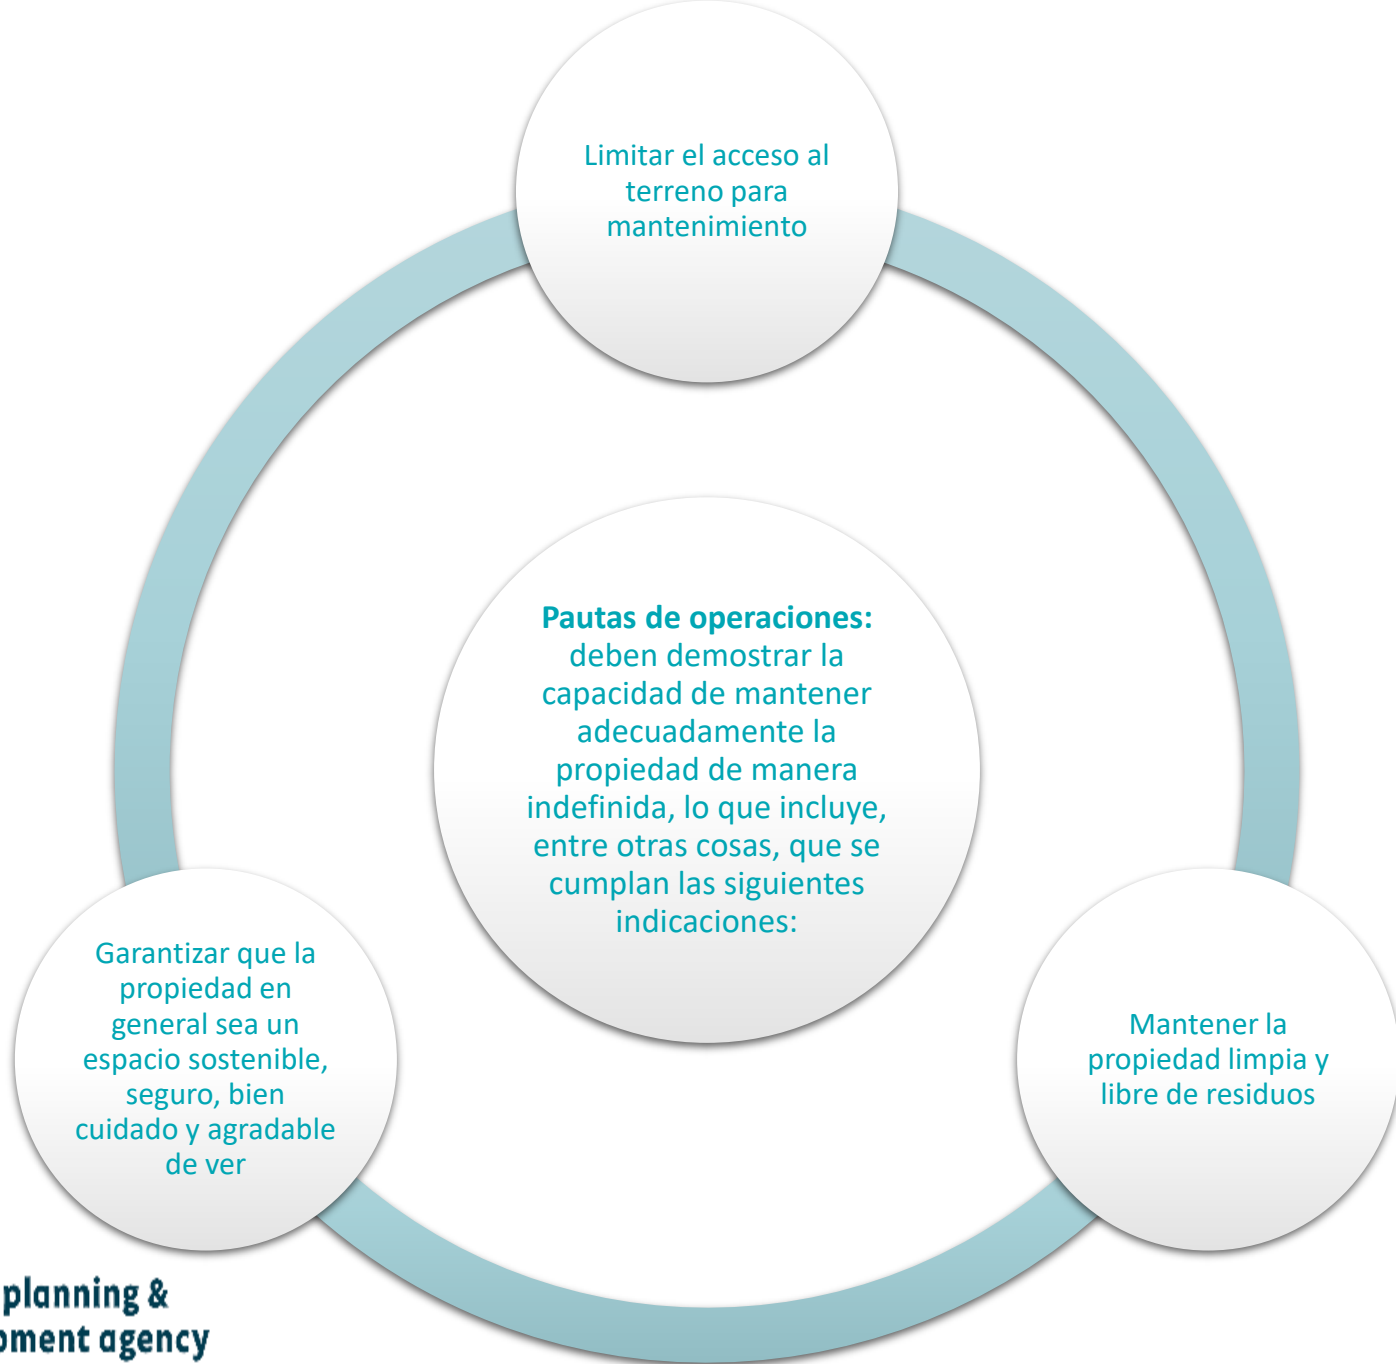 Limitar el acceso al
terreno para
mantenimiento
Pautas de operaciones:
deben demostrar la
capacidad de mantener
adecuadamente la
propiedad de manera
indefinida, lo que incluye,
entre otras cosas, que se
cumplan las siguientes
indicaciones:
Garantizar que la
propiedad en
general sea un
espacio sostenible,
seguro, bien
cuidado y agradable
de ver
Mantener la
propiedad limpia y
libre de residuos
planning &
agency